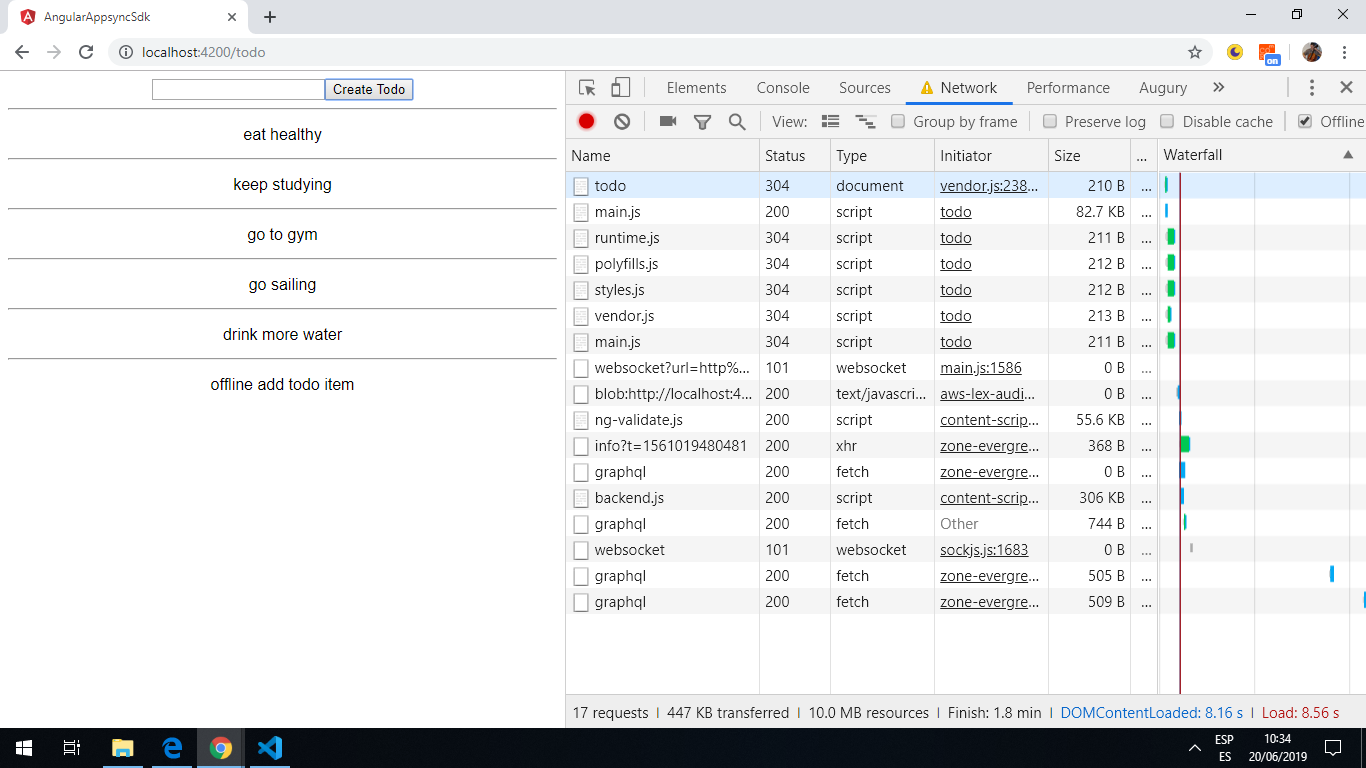 AngularAppsyncSdk
localhost:4200/todo
on
Create Todo
eat healthy
keep studying
go to gym
go sailing
drink more water
offline add todo item
Elements Console Sources Network Performance Augury »
View: Group by frame Preserve log Disable cache Offline
Name Status Type Initiator Size ... Waterfall
todo 304 document vendor.js:238... 210 B ...
main.js 200 script todo 82.7 KB ...
runtime.js 304 script todo 211 B ...
polyfills.js 304 script todo 212 B ...
styles.js 304 script todo 212 B ...
vendor.js 304 script todo 213 B ...
main.js 304 script todo 211 B ...
websocket?url=http%... 101 websocket main.js:1586 0 B ...
blob:http://localhost:4... 200 text/javascri... aws-lex-audi... 0 B ...
ng-validate.js 200 script content-scrip... 55.6 KB ...
info?t=1561019480481 200 xhr zone-evergre... 368 B ...
graphql 200 fetch zone-evergre... 0 B ...
backend.js 200 script content-scrip... 306 KB ...
graphql 200 fetch Other 744 B ...
websocket 101 websocket sockjs.js:1683 0 B ...
graphql 200 fetch zone-evergre... 505 B ...
graphql 200 fetch zone-evergre... 509 B ...
17 requests | 447 KB transferred | 10.0 MB resources | Finish: 1.8 min | DOMContentLoaded: 8.16 s | Load: 8.56 s
ESP
ES
10:34
20/06/2019